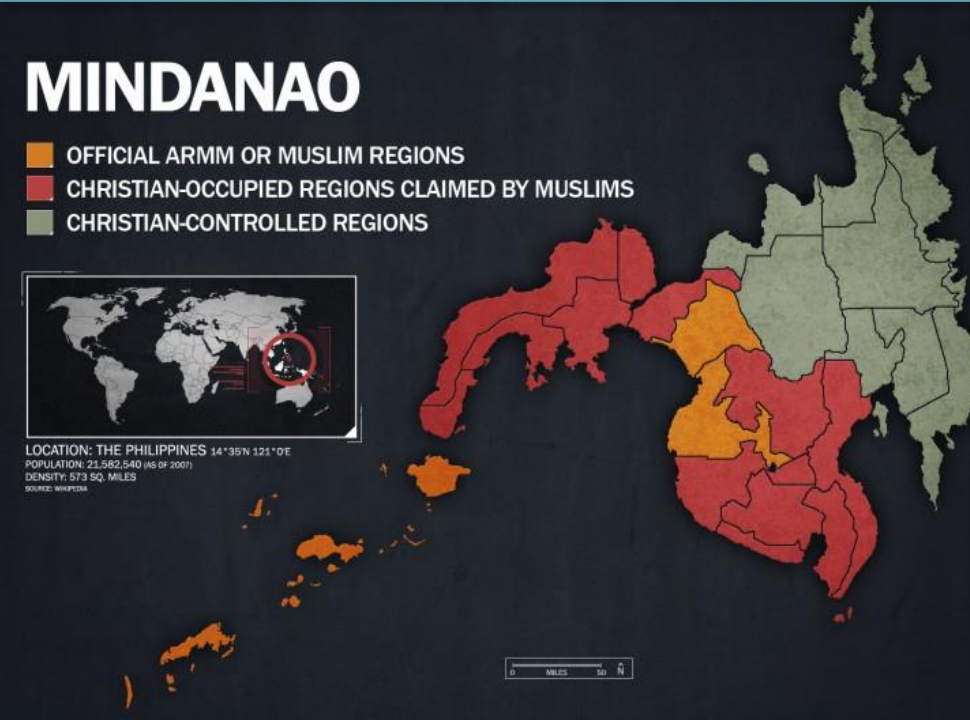 MINDANAO
OFFICIAL ARMM OR MUSLIM REGIONS
CHRISTIAN-OCCUPIED REGIONS CLAIMED BY MUSLIMS
CHRISTIAN-CONTROLLED REGIONS
LOCATION: THE PHILIPPINES 14°35'N 121°0'E
POPULATION: 21,582,540 (AS OF 2007)
DENSITY: 573 SQ. MILES
SOURCE: WIKIPEDIA
0 MILES 50 N